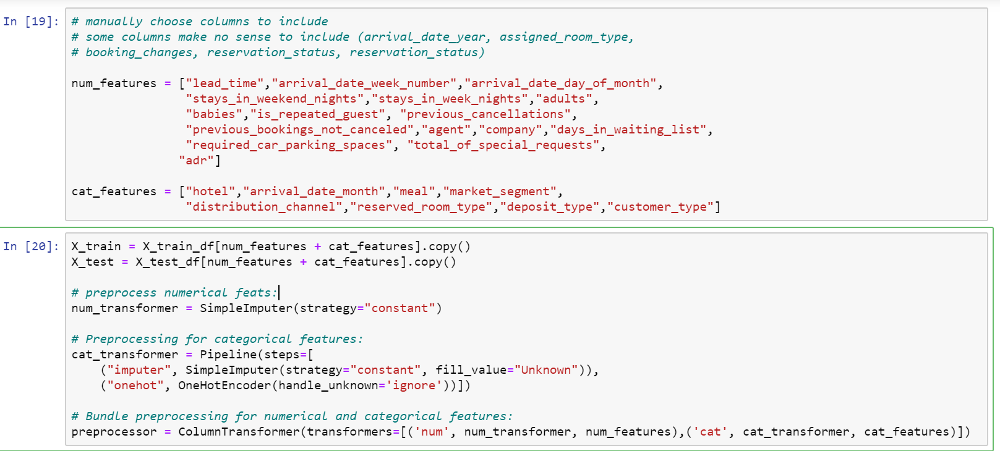 In [19]: # manually choose columns to include
# some columns make no sense to include (arrival_date_year, assigned_room_type,
# booking_changes, reservation_status, reservation_status)
num_features = ["lead_time","arrival_date_week_number","arrival_date_day_of_month",
"stays_in_weekend_nights","stays_in_week_nights","adults",
"babies","is_repeated_guest", "previous_cancellations",
"previous_bookings_not_canceled","agent","company","days_in_waiting_list",
"required_car_parking_spaces", "total_of_special_requests",
"adr"]
cat_features = ["hotel","arrival_date_month","meal","market_segment",
"distribution_channel","reserved_room_type","deposit_type","customer_type"]
In [20]: X_train = X_train_df[num_features + cat_features].copy()
X_test = X_test_df[num_features + cat_features].copy()
# preprocess numerical feats:
num_transformer = SimpleImputer(strategy="constant")
# Preprocessing for categorical features:
cat_transformer = Pipeline(steps=[
("imputer", SimpleImputer(strategy="constant", fill_value="Unknown")),
("onehot", OneHotEncoder(handle_unknown='ignore'))])
# Bundle preprocessing for numerical and categorical features:
preprocessor = ColumnTransformer(transformers=[('num', num_transformer, num_features),('cat', cat_transformer, cat_features)])